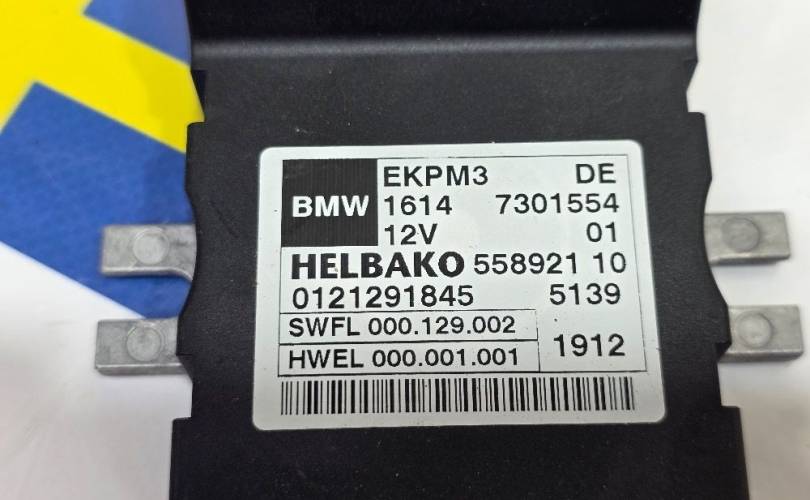 EKPM3 DE
BMW 1614 7301554
12V 01
HELBAKO 558921 10
0121291845 5139
SWFL 000.129.002
HWEL 000.001.001 1912